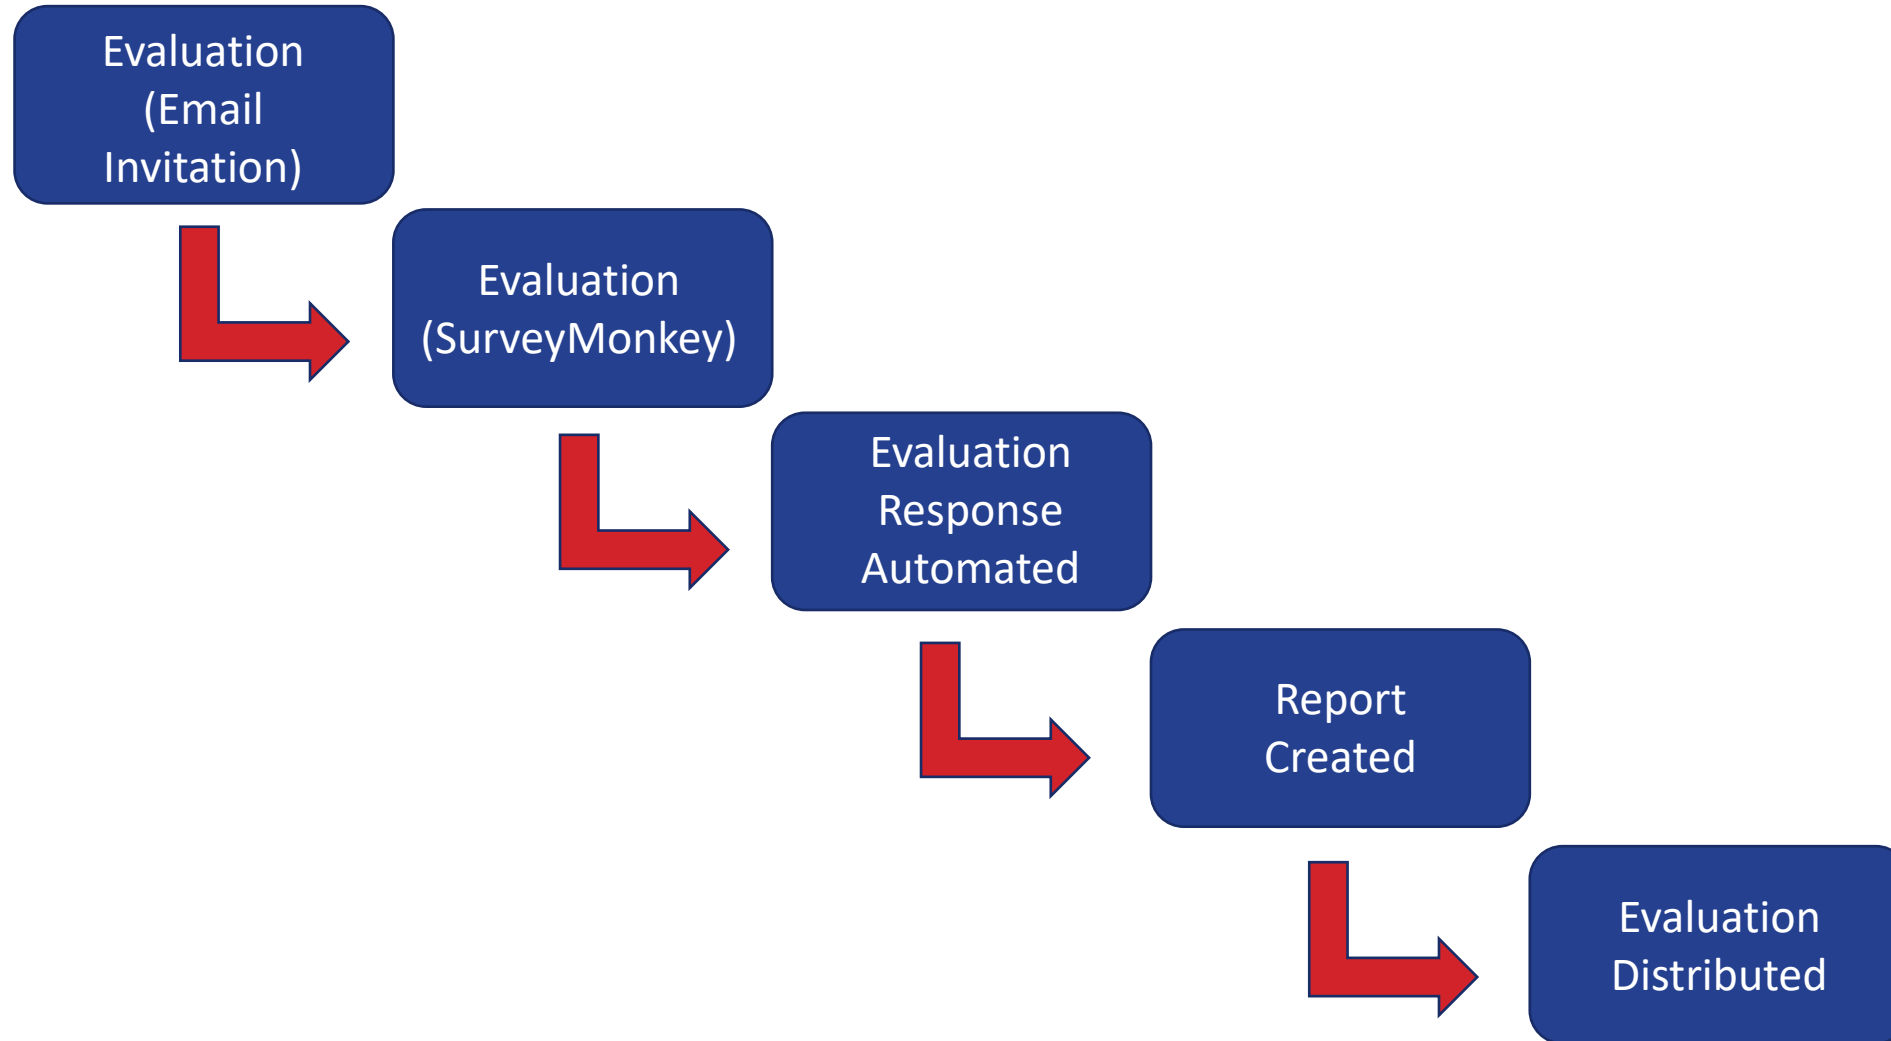 Evaluation
(Email
Invitation)
Evaluation
(SurveyMonkey)
Evaluation
Response
Automated
Report
Created
Evaluation
Distributed